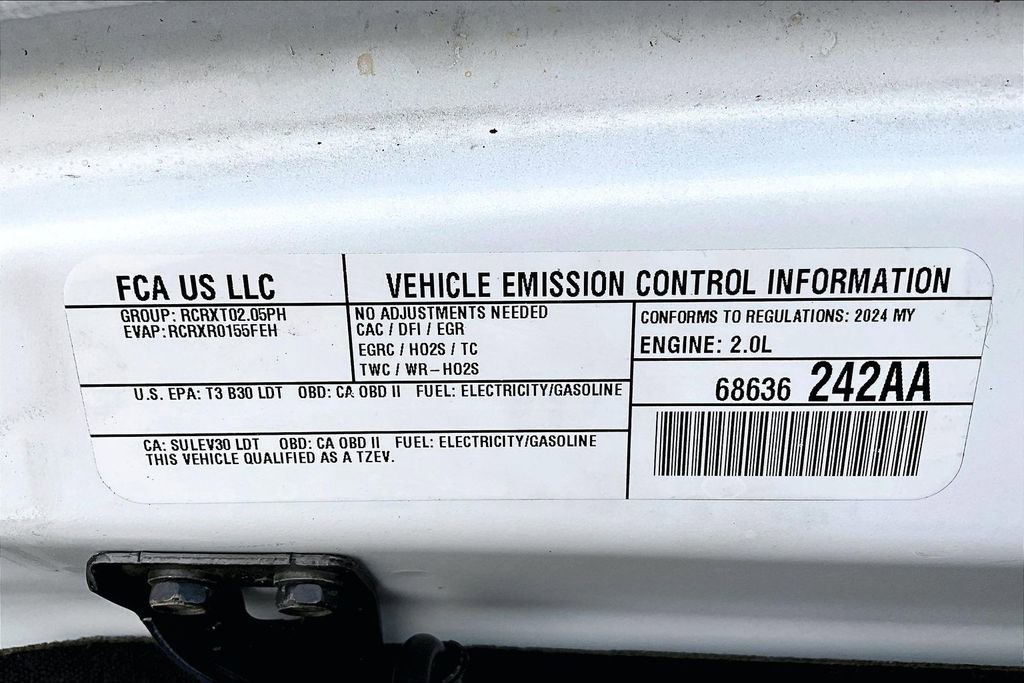 FCA US LLC
VEHICLE EMISSION CONTROL INFORMATION
GROUP: RCRXT02.05PH
EVAP: RCRXR0155FEH
NO ADJUSTMENTS NEEDED
CAC / DFI / EGR
EGRC / HO2S / TC
TWC / WR-HO2S
CONFORMS TO REGULATIONS: 2024 MY
ENGINE: 2.0L
68636 242AA
U.S. EPA: T3 B30 LDT OBD: CA OBD II FUEL: ELECTRICITY/GASOLINE
CA: SULEV30 LDT OBD: CA OBD II FUEL: ELECTRICITY/GASOLINE
THIS VEHICLE QUALIFIED AS A TZEV.